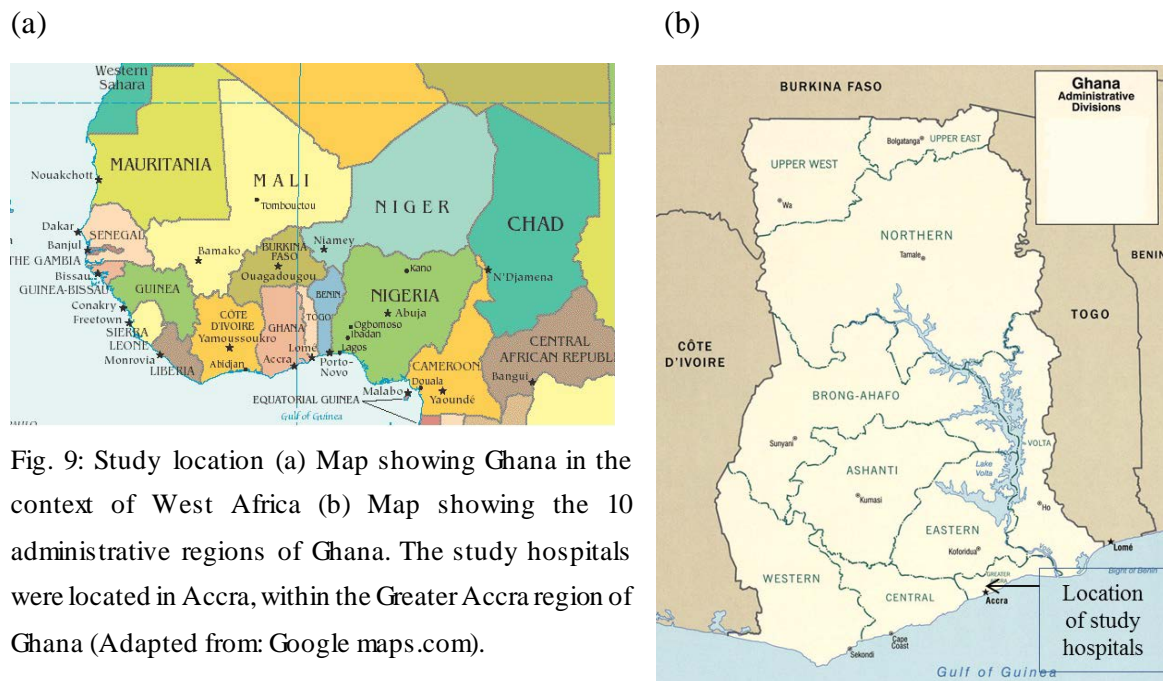 (a)
(b)
Western
Sahara
MAURITANIA
Nouakchott
MALI
Tombouctou
NIGER
CHAD
Dakar
SENEGAL
Banjul
THE GAMBIA
Bissau
GUINEA-BISSAU
Bamako
BURKINA
FASO
Niamey
Ouagadougou
Kano
N'Djamena
GUINEA
Conakry
Freetown
SIERRA
LEONE
Monrovia
LIBERIA
CÔTE
D'IVOIRE
Yamoussoukro
Abidjan
GHANA
Accra
TOGO
Lomé
BENIN
Porto-
Novo
NIGERIA
Abuja
Ogbomoso
Ibadan
Lagos
CENTRAL
AFRICAN REPUBL
Bangui
CAMEROON
Douala
Yaoundé
Malabo
EQUATORIAL GUINEA
Gulf of Guinea
Fig. 9: Study location (a) Map showing Ghana in the
context of West Africa (b) Map showing the 10
administrative regions of Ghana. The study hospitals
were located in Accra, within the Greater Accra region of
Ghana (Adapted from: Google maps.com).
BURKINA FASO
Ghana
Administrative
Divisions
Bolgatanga
UPPER EAST
UPPER WEST
Wa
NORTHERN
Tamale
BENIN
TOGO
CÔTE
D'IVOIRE
BRONG-AHAFO
Sunyani
VOLTA
ASHANTI
Lake
Volta
Kumasi
Ho
EASTERN
Koforidua
Lomé
WESTERN
GREATER
ACCRA
Bight of Benin
CENTRAL
Accra
Location
of study
hospitals
Cape
Coast
Sekondi
Gulf of Guinea